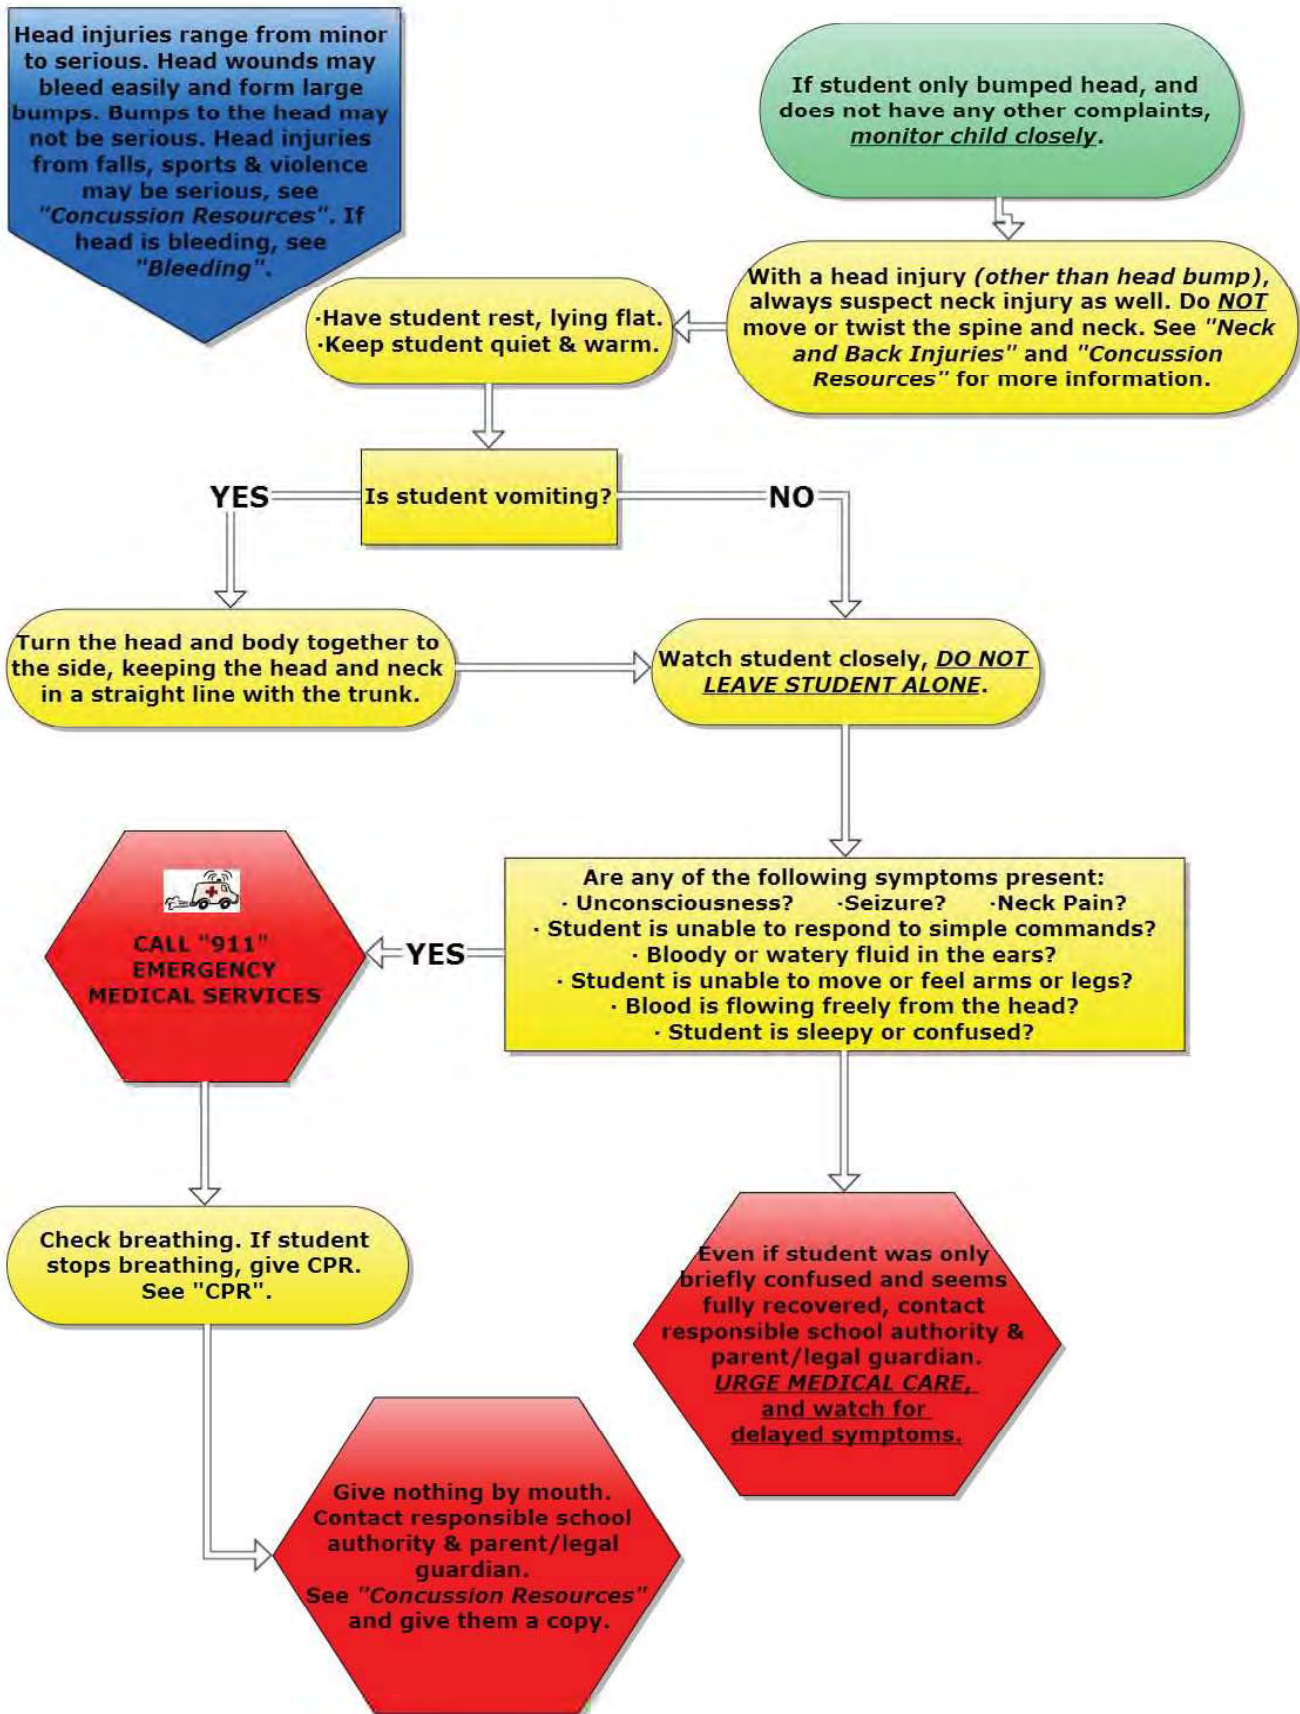 Head injuries range from minor
to serious. Head wounds may
bleed easily and form large
bumps. Bumps to the head may
not be serious. Head injuries
from falls, sports & violence
may be serious, see
"Concussion Resources". If
head is bleeding, see
"Bleeding".
If student only bumped head, and
does not have any other complaints,
monitor child closely.
With a head injury (other than head bump),
always suspect neck injury as well. Do NOT
move or twist the spine and neck. See "Neck
and Back Injuries" and "Concussion
Resources" for more information.
·Have student rest, lying flat.
·Keep student quiet & warm.
Is student vomiting?
YES
NO
Turn the head and body together to
the side, keeping the head and neck
in a straight line with the trunk.
Watch student closely, DO NOT
LEAVE STUDENT ALONE.
Are any of the following symptoms present:
· Unconsciousness? ·Seizure? ·Neck Pain?
· Student is unable to respond to simple commands?
· Bloody or watery fluid in the ears?
· Student is unable to move or feel arms or legs?
· Blood is flowing freely from the head?
· Student is sleepy or confused?
YES
CALL "911"
EMERGENCY
MEDICAL SERVICES
Check breathing. If student
stops breathing, give CPR.
See "CPR".
Even if student was only
briefly confused and seems
fully recovered, contact
responsible school authority &
parent/legal guardian.
URGE MEDICAL CARE,
and watch for
delayed symptoms.
Give nothing by mouth.
Contact responsible school
authority & parent/legal
guardian.
See "Concussion Resources"
and give them a copy.